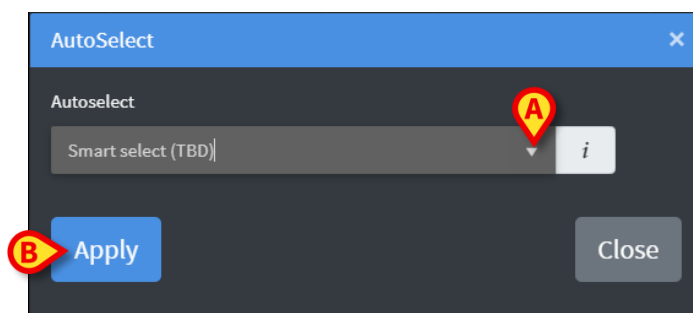 AutoSelect ×
Autoselect
A
Smart select (TBD)
i
B
Apply
Close